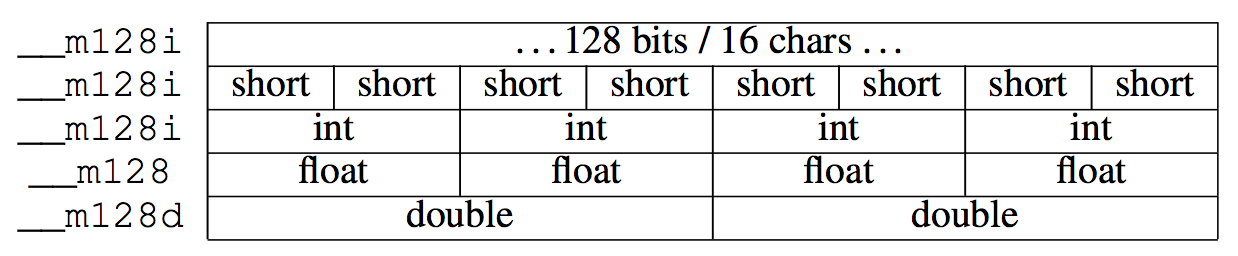 __m128i ...128 bits / 16 chars ...
__m128i short short short short short short short short
__m128i int int int int
__m128 float float float float
__m128d double double